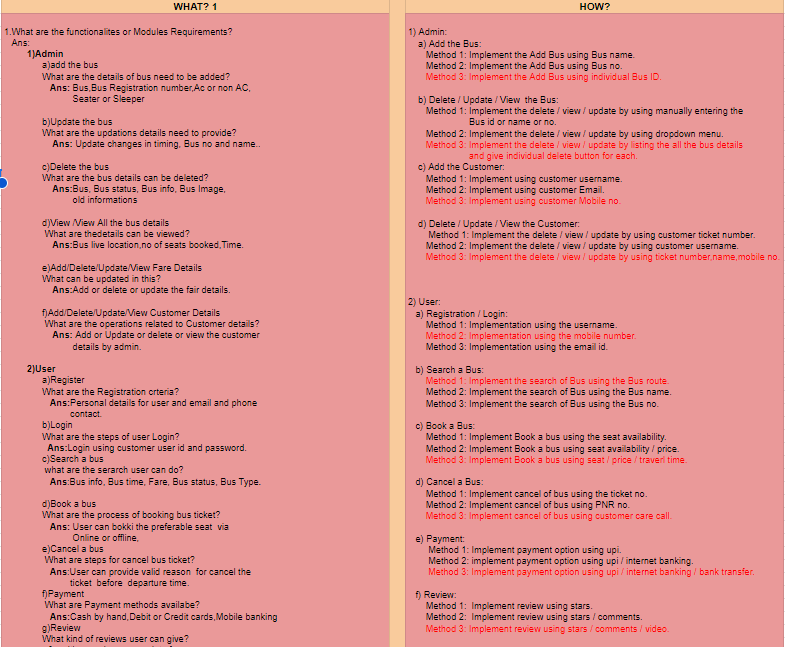 WHAT? 1
1.What are the functionalites or Modules Requirements?
Ans:
1)Admin
a)add the bus
What are the details of bus need to be added?
Ans: Bus,Bus Registration number,Ac or non AC,
Seater or Sleeper
b)Update the bus
What are the updations details need to provide?
Ans: Update changes in timing, Bus no and name..
c)Delete the bus
What are the bus details can be deleted?
Ans:Bus, Bus status, Bus info, Bus Image,
old informations
d)View /View All the bus details
What are thedetails can be viewed?
Ans:Bus live location,no of seats booked,Time.
e)Add/Delete/Update/View Fare Details
What can be updated in this?
Ans:Add or delete or update the fair details.
f)Add/Delete/Update/View Customer Details
What are the operations related to Customer details?
Ans: Add or Update or delete or view the customer
details by admin.
2)User
a)Register
What are the Registration crteria?
Ans:Personal details for user and email and phone
contact.
b)Login
What are the steps of user Login?
Ans:Login using customer user id and password.
c)Search a bus
what are the serarch user can do?
Ans:Bus info, Bus time, Fare, Bus status, Bus Type.
d)Book a bus
What are the process of booking bus ticket?
Ans: User can bokki the preferable seat via
Online or offline,
e)Cancel a bus
What are steps for cancel bus ticket?
Ans:User can provide valid reason for cancel the
ticket before departure time.
f)Payment
What are Payment methods availabe?
Ans:Cash by hand,Debit or Credit cards,Mobile banking
g)Review
What kind of reviews user can give?
HOW?
1) Admin:
a) Add the Bus:
Method 1: Implement the Add Bus using Bus name.
Method 2: Implement the Add Bus using Bus no.
Method 3: Implement the Add Bus using individual Bus ID.
b) Delete / Update / View the Bus:
Method 1: Implement the delete / view / update by using manually entering the
Bus id or name or no.
Method 2: Implement the delete / view / update by using dropdown menu.
Method 3: Implement the delete / view / update by listing the all the bus details
and give individual delete button for each.
c) Add the Customer:
Method 1: Implement using customer username.
Method 2: Implement using customer Email.
Method 3: Implement using customer Mobile no.
d) Delete / Update / View the Customer:
Method 1: Implement the delete / view / update by using customer ticket number.
Method 2: Implement the delete / view / update by using customer username.
Method 3: Implement the delete / view / update by using ticket number,name,mobile no.
2) User:
a) Registration / Login:
Method 1: Implementation using the username.
Method 2: Implementation using the mobile number.
Method 3: Implementation using the email id.
b) Search a Bus:
Method 1: Implement the search of Bus using the Bus route.
Method 2: Implement the search of Bus using the Bus name.
Method 3: Implement the search of Bus using the Bus no.
c) Book a Bus:
Method 1: Implement Book a bus using the seat availability.
Method 2: Implement Book a bus using seat availability / price.
Method 3: Implement Book a bus using seat / price / traverl time.
d) Cancel a Bus:
Method 1: Implement cancel of bus using the ticket no.
Method 2: Implement cancel of bus using PNR no.
Method 3: Implement cancel of bus using customer care call.
e) Payment:
Method 1: Implement payment option using upi.
Method 2: implement payment option using upi / internet banking.
Method 3: Implement payment option using upi / internet banking / bank transfer.
f) Review:
Method 1: Implement review using stars.
Method 2: Implement review using stars / comments.
Method 3: Implement review using stars / comments / video.